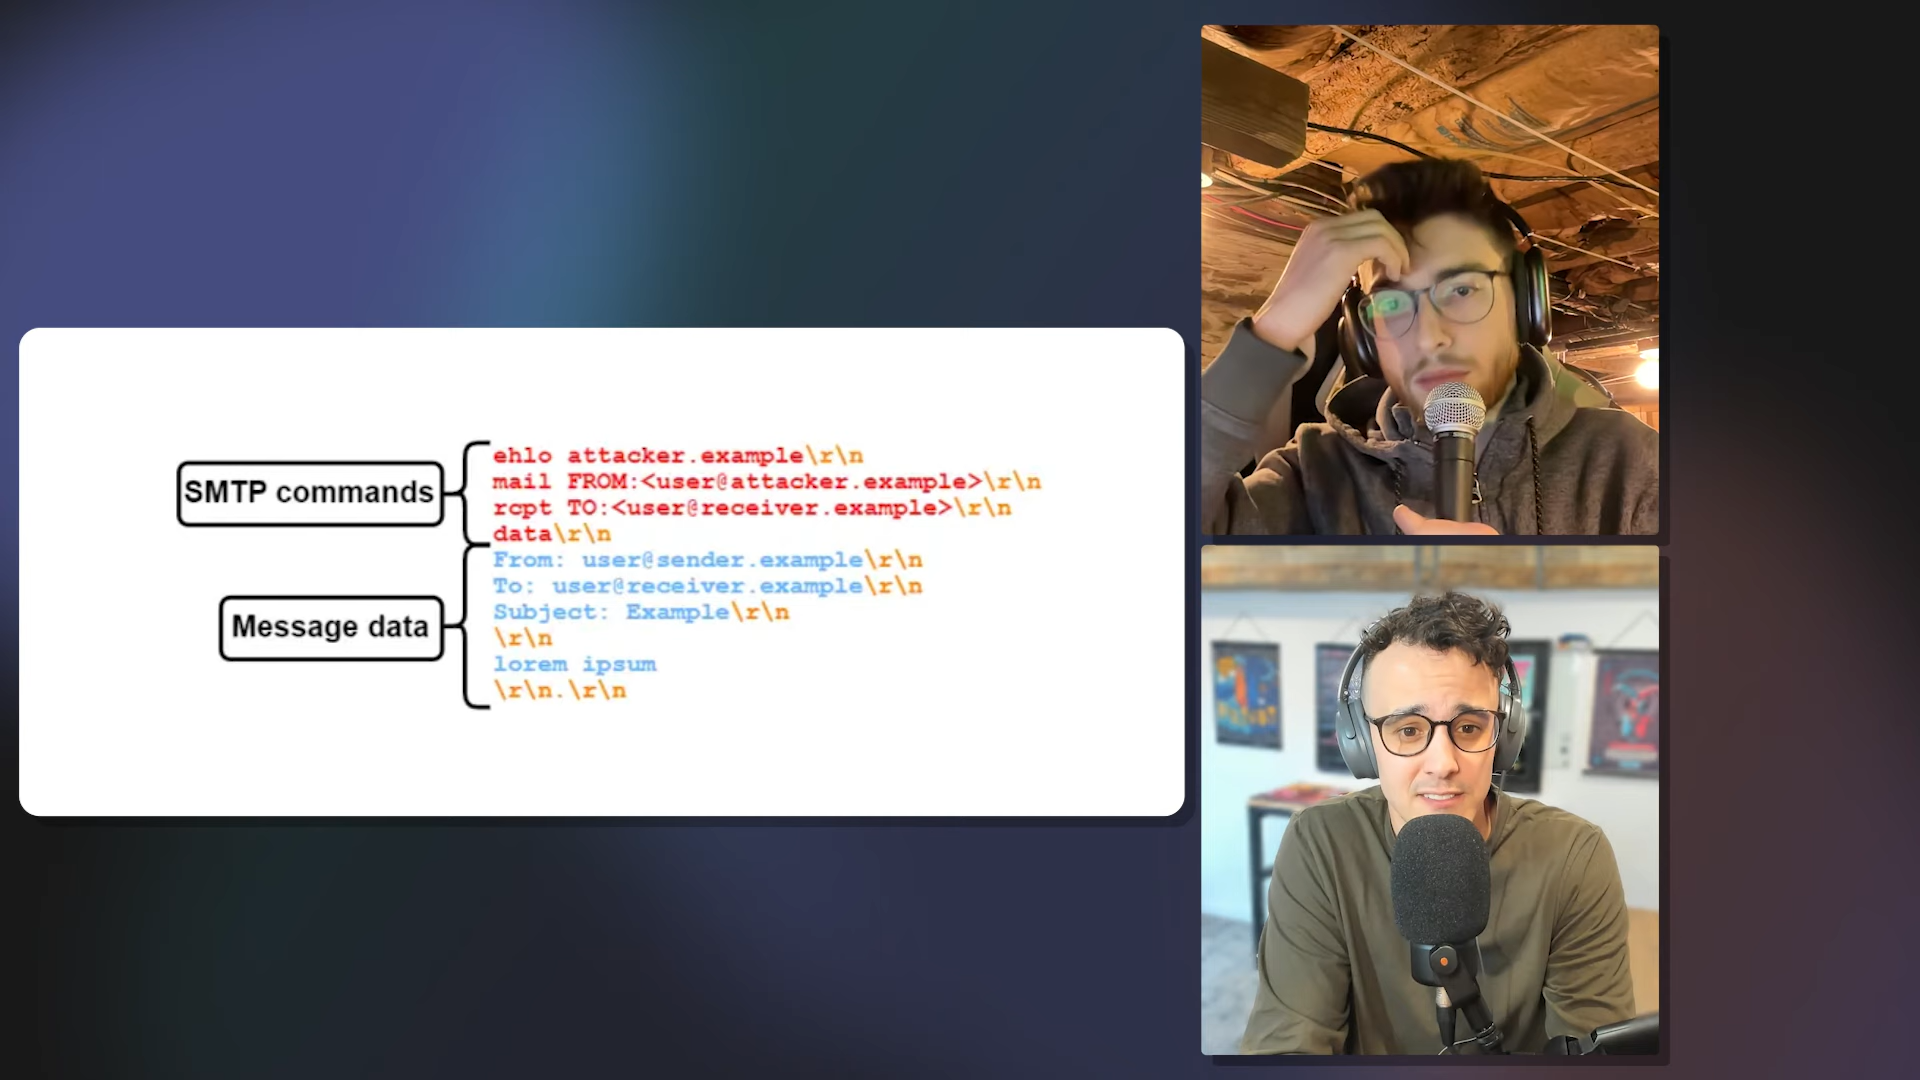 SMTP commands
ehlo attacker.example\r\n
mail FROM:<user@attacker.example>\r\n
rcpt TO:<user@receiver.example>\r\n
data\r\n
Message data
From: user@sender.example\r\n
To: user@receiver.example\r\n
Subject: Example\r\n
\r\n
lorem ipsum
\r\n.\r\n